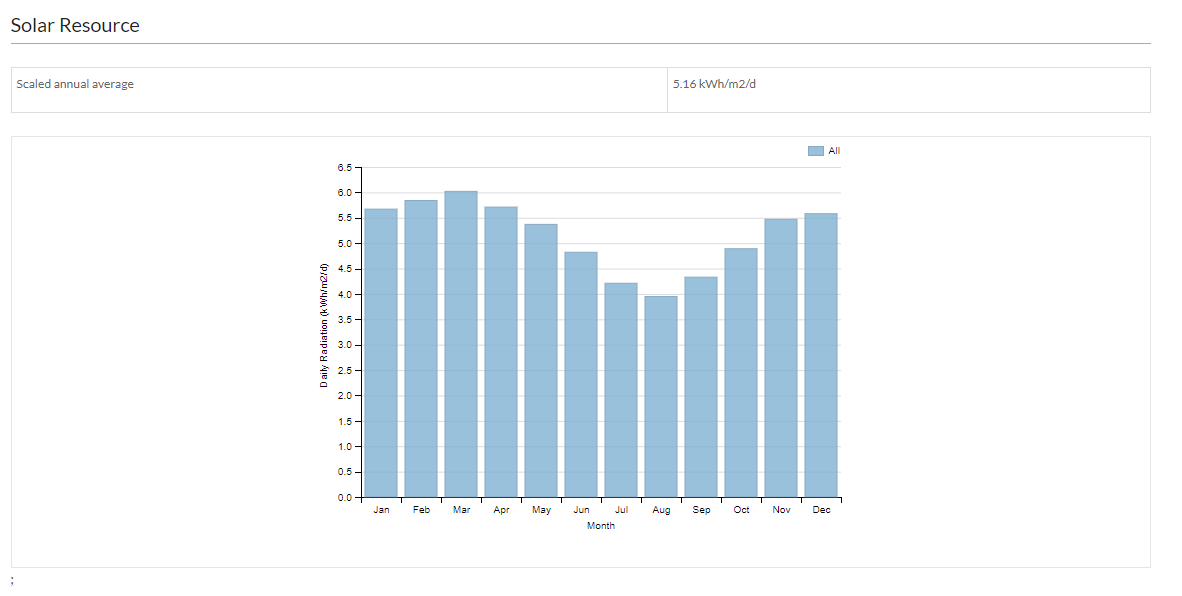 Solar Resource
Scaled annual average 5.16 kWh/m2/d
All
6.5
6.0
5.5
5.0
4.5
4.0
3.5
3.0
2.5
2.0
1.5
1.0
0.5
0.0
Daily Radiation (kWh/m2/d)
Jan Feb Mar Apr May Jun Jul Aug Sep Oct Nov Dec
Month
;